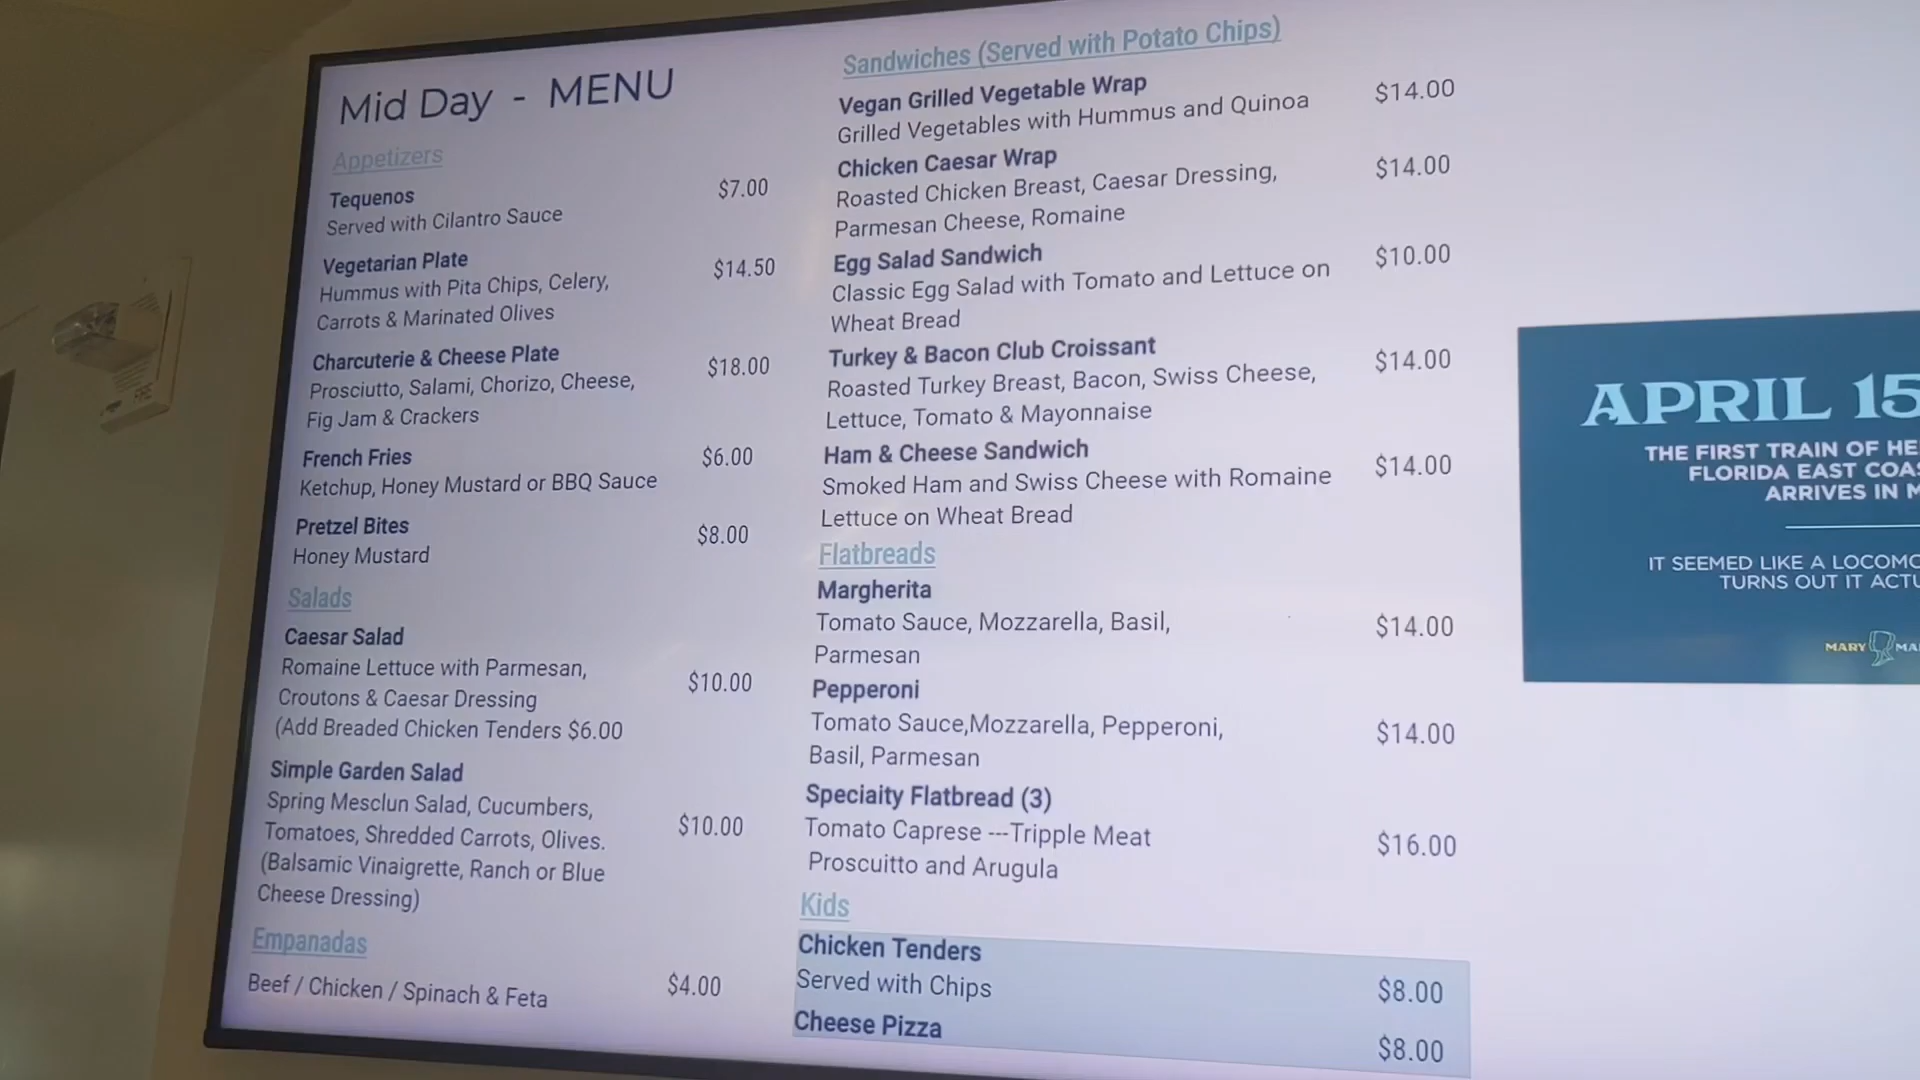 Mid Day - MENU
Appetizers
Tequenos $7.00
Served with Cilantro Sauce
Vegetarian Plate $14.50
Hummus with Pita Chips, Celery,
Carrots & Marinated Olives
Charcuterie & Cheese Plate $18.00
Prosciutto, Salami, Chorizo, Cheese,
Fig Jam & Crackers
French Fries $6.00
Ketchup, Honey Mustard or BBQ Sauce
Pretzel Bites $8.00
Honey Mustard
Salads
Caesar Salad
Romaine Lettuce with Parmesan, $10.00
Croutons & Caesar Dressing
(Add Breaded Chicken Tenders $6.00
Simple Garden Salad
Spring Mesclun Salad, Cucumbers,
Tomatoes, Shredded Carrots, Olives. $10.00
(Balsamic Vinaigrette, Ranch or Blue
Cheese Dressing)
Empanadas
Beef / Chicken / Spinach & Feta $4.00
Sandwiches (Served with Potato Chips)
Vegan Grilled Vegetable Wrap $14.00
Grilled Vegetables with Hummus and Quinoa
Chicken Caesar Wrap $14.00
Roasted Chicken Breast, Caesar Dressing,
Parmesan Cheese, Romaine
Egg Salad Sandwich $10.00
Classic Egg Salad with Tomato and Lettuce on
Wheat Bread
Turkey & Bacon Club Croissant $14.00
Roasted Turkey Breast, Bacon, Swiss Cheese,
Lettuce, Tomato & Mayonnaise
Ham & Cheese Sandwich $14.00
Smoked Ham and Swiss Cheese with Romaine
Lettuce on Wheat Bread
Flatbreads
Margherita
Tomato Sauce, Mozzarella, Basil, $14.00
Parmesan
Pepperoni
Tomato Sauce,Mozzarella, Pepperoni, $14.00
Basil, Parmesan
Speciaity Flatbread (3)
Tomato Caprese ---Tripple Meat $16.00
Proscuitto and Arugula
Kids
Chicken Tenders
Served with Chips $8.00
Cheese Pizza $8.00
APRIL 15
THE FIRST TRAIN OF HE
FLORIDA EAST COAS
ARRIVES IN M
IT SEEMED LIKE A LOCOMO
TURNS OUT IT ACTU
MARY MA